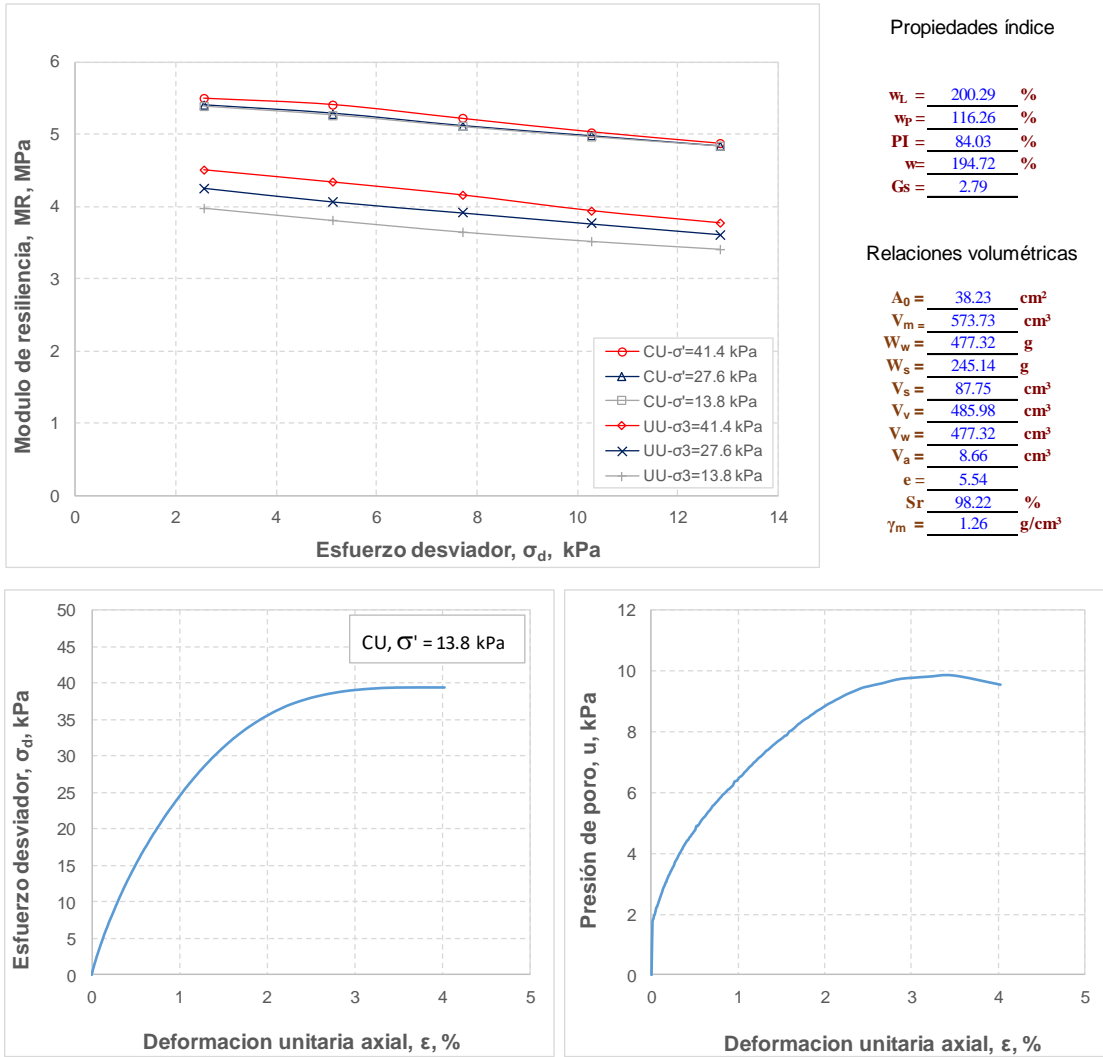 Modulo de resiliencia, MR, MPa
6
5
4
3
2
1
0
0 2 4 6 8 10 12 14
Esfuerzo desviador, σd, kPa
CU-σ'=41.4 kPa
CU-σ'=27.6 kPa
CU-σ'=13.8 kPa
UU-σ3=41.4 kPa
UU-σ3=27.6 kPa
UU-σ3=13.8 kPa
Propiedades índice
wL = 200.29 %
wP = 116.26 %
PI = 84.03 %
w= 194.72 %
Gs = 2.79
Relaciones volumétricas
A0 = 38.23 cm²
Vm = 573.73 cm³
Ww = 477.32 g
Ws = 245.14 g
Vs = 87.75 cm³
Vv = 485.98 cm³
Vw = 477.32 cm³
Va = 8.66 cm³
e = 5.54
Sr 98.22 %
γm = 1.26 g/cm³
Esfuerzo desviador, σd, kPa
50
45
40
35
30
25
20
15
10
5
0
0 1 2 3 4 5
CU, σ' = 13.8 kPa
Deformacion unitaria axial, ε, %
Presión de poro, u, kPa
12
10
8
6
4
2
0
0 1 2 3 4 5
Deformacion unitaria axial, ε, %